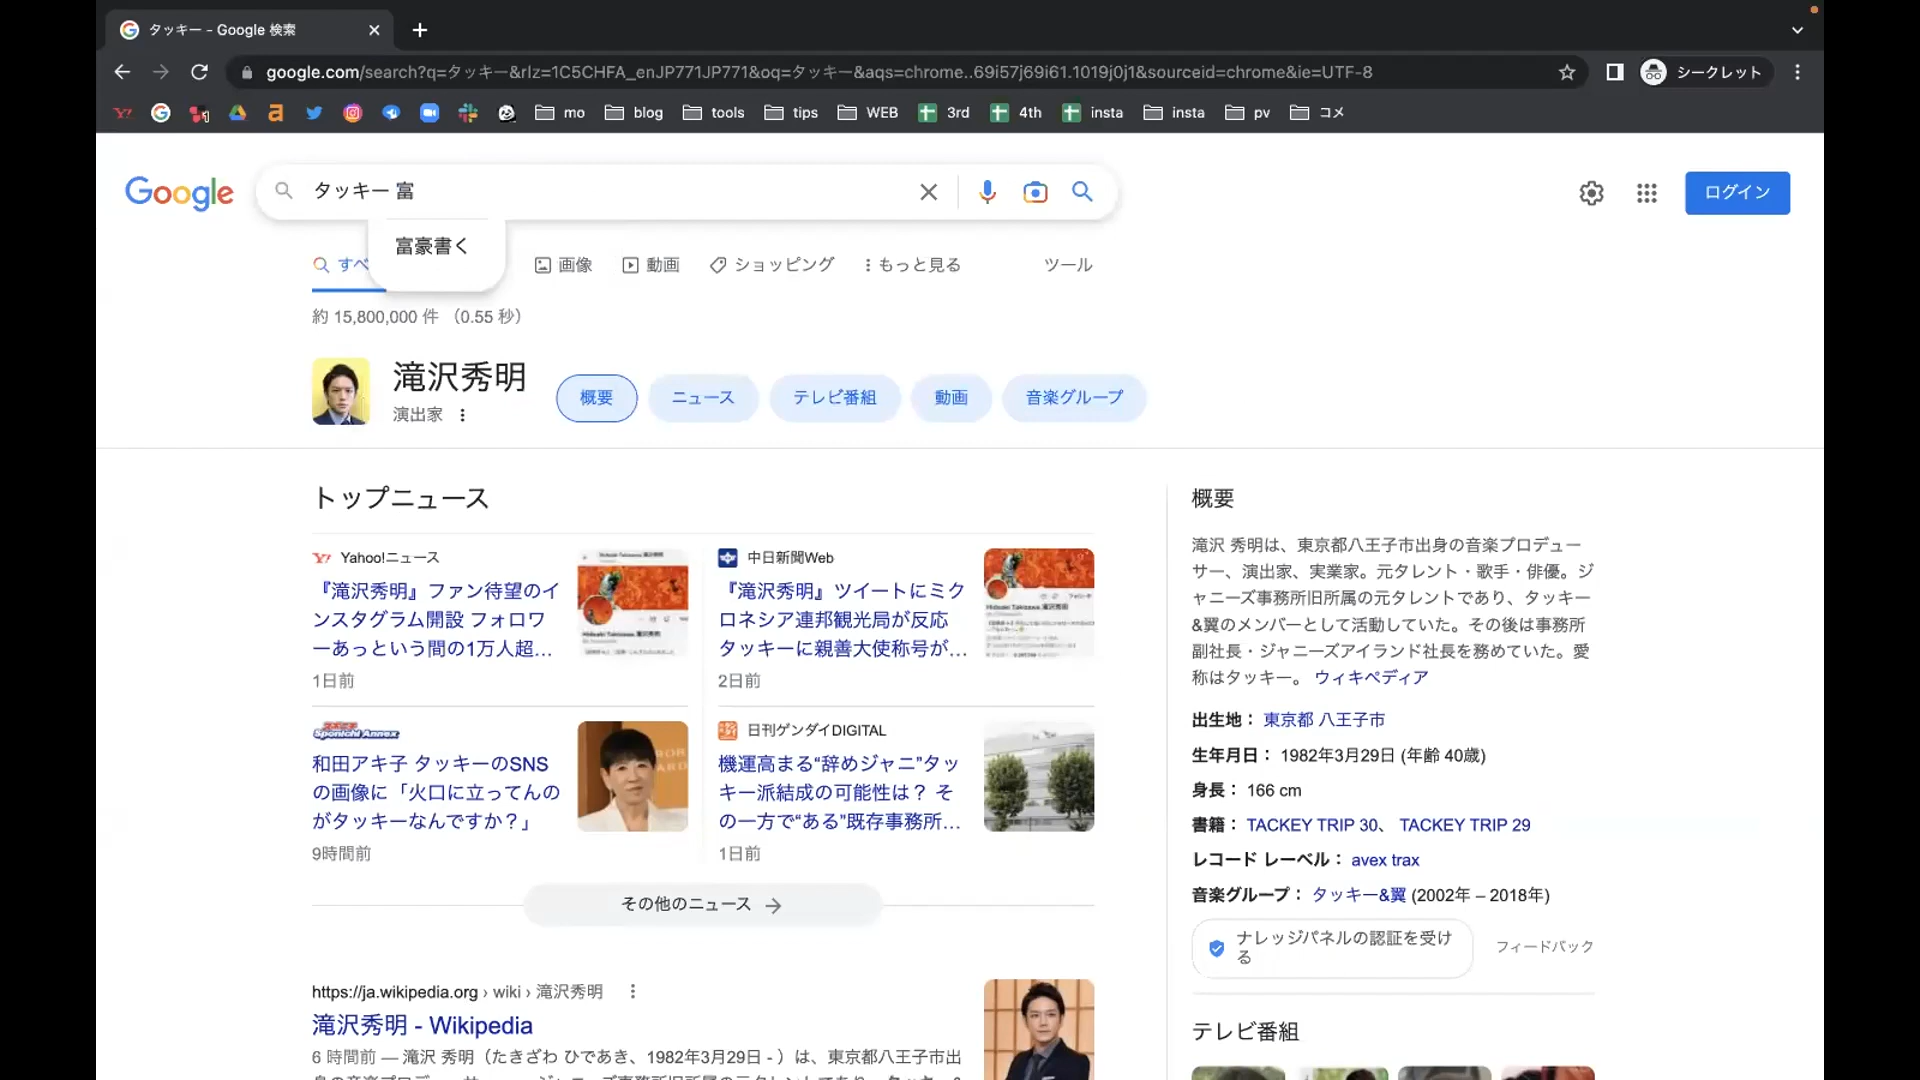 タッキー - Google 検索
google.com/search?q=タッキー&rlz=1C5CHFA_enJP771JP771&oq=タッキー&aqs=chrome..69i57j69i61.1019j0j1&sourceid=chrome&ie=UTF-8
シークレット
mo blog tools tips WEB 3rd 4th insta insta pv コメ
Google
タッキー 富
ログイン
富豪書く
すべ 画像 動画 ショッピング もっと見る ツール
約 15,800,000 件 （0.55 秒）
滝沢秀明
演出家
概要 ニュース テレビ番組 動画 音楽グループ
トップニュース
Yahoo!ニュース
『滝沢秀明』ファン待望のイ
ンスタグラム開設 フォロワ
ーあっという間の1万人超...
1日前
中日新聞Web
『滝沢秀明』ツイートにミク
ロネシア連邦観光局が反応
タッキーに親善大使称号が...
2日前
Sponichi Annex
和田アキ子 タッキーのSNS
の画像に「火口に立ってんの
がタッキーなんですか？」
9時間前
日刊ゲンダイDIGITAL
機運高まる“辞めジャニ”タッ
キー派結成の可能性は？ そ
の一方で“ある”既存事務所...
1日前
その他のニュース
https://ja.wikipedia.org › wiki › 滝沢秀明
滝沢秀明 - Wikipedia
6 時間前 — 滝沢 秀明（たきざわ ひであき、1982年3月29日 - ）は、東京都八王子市出
概要
滝沢 秀明は、東京都八王子市出身の音楽プロデュー
サー、演出家、実業家。元タレント・歌手・俳優。ジ
ャニーズ事務所旧所属の元タレントであり、タッキー
&翼のメンバーとして活動していた。その後は事務所
副社長・ジャニーズアイランド社長を務めていた。愛
称はタッキー。 ウィキペディア
出生地： 東京都 八王子市
生年月日： 1982年3月29日 (年齢 40歳)
身長： 166 cm
書籍： TACKEY TRIP 30、 TACKEY TRIP 29
レコード レーベル： avex trax
音楽グループ： タッキー&翼 (2002年 – 2018年)
ナレッジパネルの認証を受け
る
フィードバック
テレビ番組